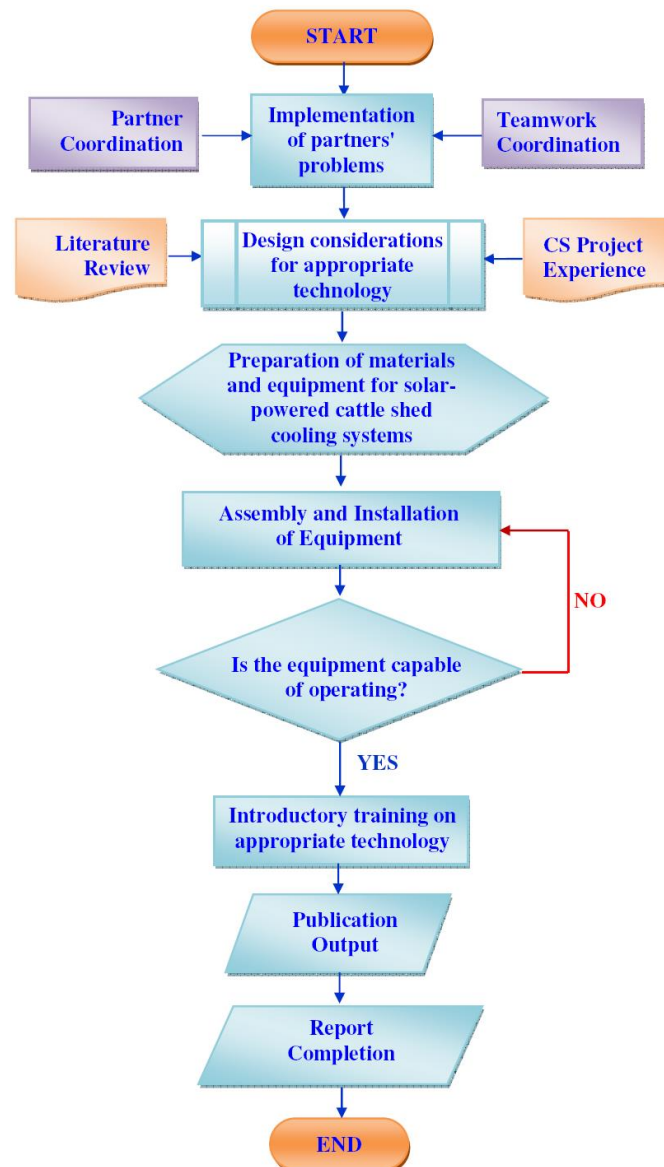 START
Partner
Coordination
Implementation
of partners'
problems
Teamwork
Coordination
Literature
Review
Design considerations
for appropriate
technology
CS Project
Experience
Preparation of materials
and equipment for solar-
powered cattle shed
cooling systems
Assembly and Installation
of Equipment
NO
Is the equipment capable
of operating?
YES
Introductory training on
appropriate technology
Publication
Output
Report
Completion
END